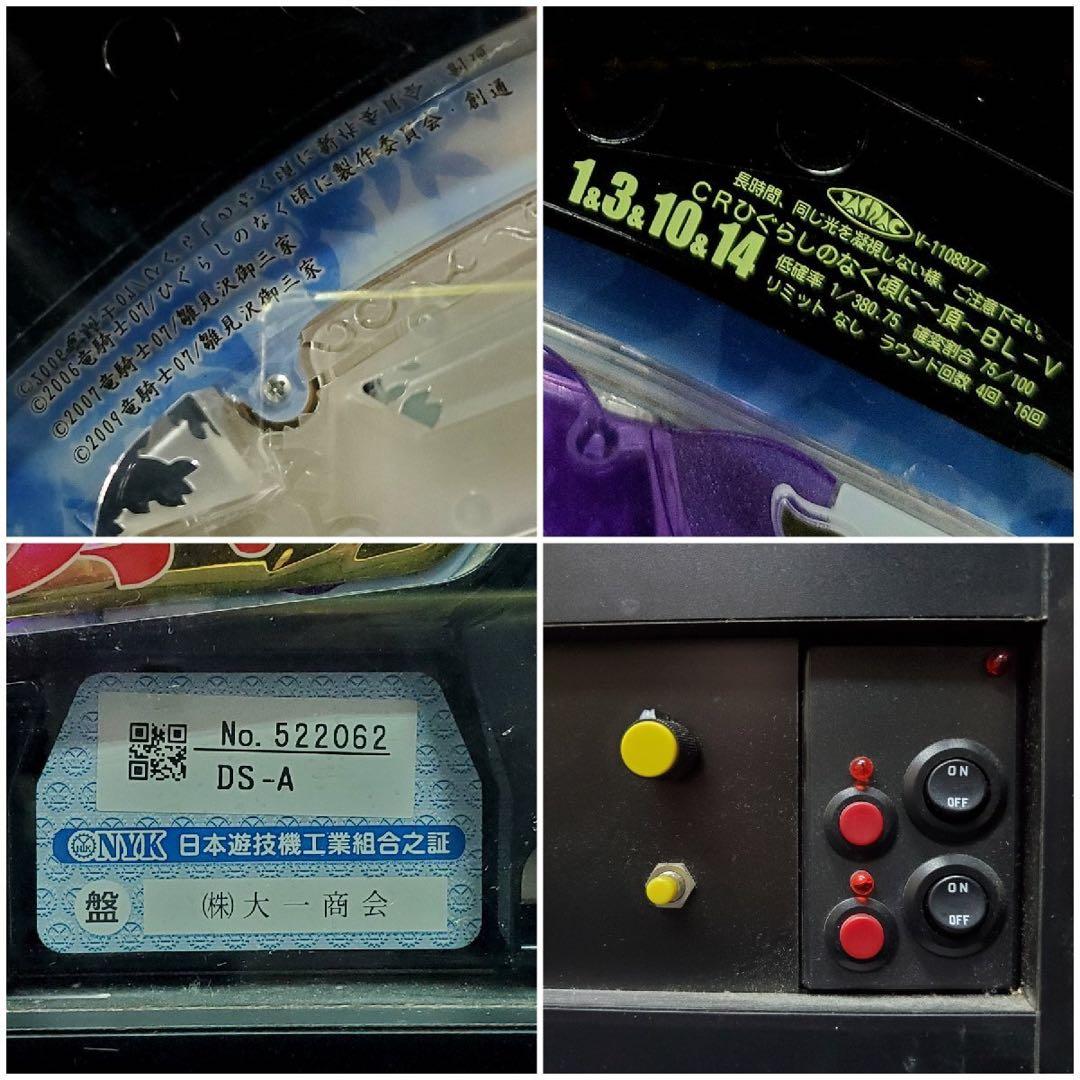 ©2006竜騎士07/ひぐらしのなく頃に製作委員会・創通
©2007竜騎士07/雛見沢御三家
©2009竜騎士07/雛見沢御三家
JASRAC V-1108977
長時間、同じ光を凝視しない様、ご注意下さい。
CRひぐらしのなく頃に～頂～BL-V
1&3&10&14
低確率 1/380.75 確変割合 75/100
リミット なし ラウンド回数 4回・16回
No. 522062
DS-A
NYK 日本遊技機工業組合之証
盤 (株)大一商会
ON
OFF
ON
OFF